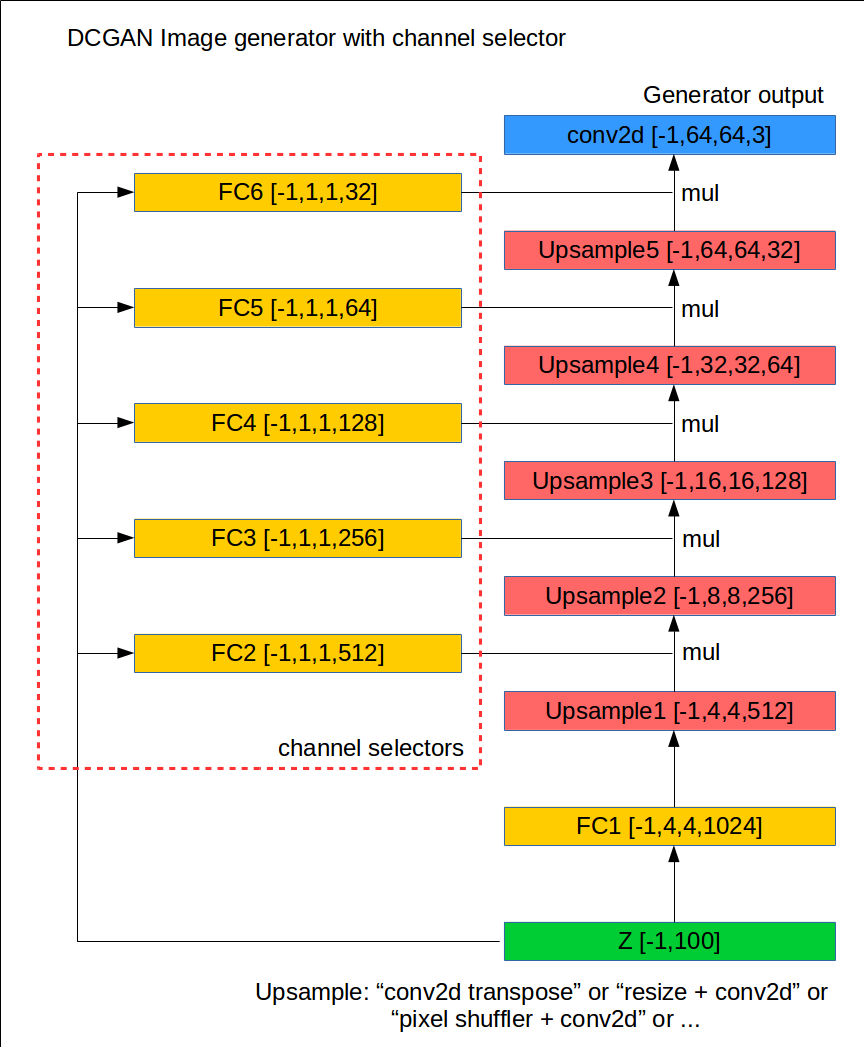 DCGAN Image generator with channel selector
Generator output
conv2d [-1,64,64,3]
FC6 [-1,1,1,32]
mul
Upsample5 [-1,64,64,32]
FC5 [-1,1,1,64]
mul
Upsample4 [-1,32,32,64]
FC4 [-1,1,1,128]
mul
Upsample3 [-1,16,16,128]
FC3 [-1,1,1,256]
mul
Upsample2 [-1,8,8,256]
FC2 [-1,1,1,512]
mul
Upsample1 [-1,4,4,512]
channel selectors
FC1 [-1,4,4,1024]
Z [-1,100]
Upsample: “conv2d transpose” or “resize + conv2d” or
“pixel shuffler + conv2d” or ...